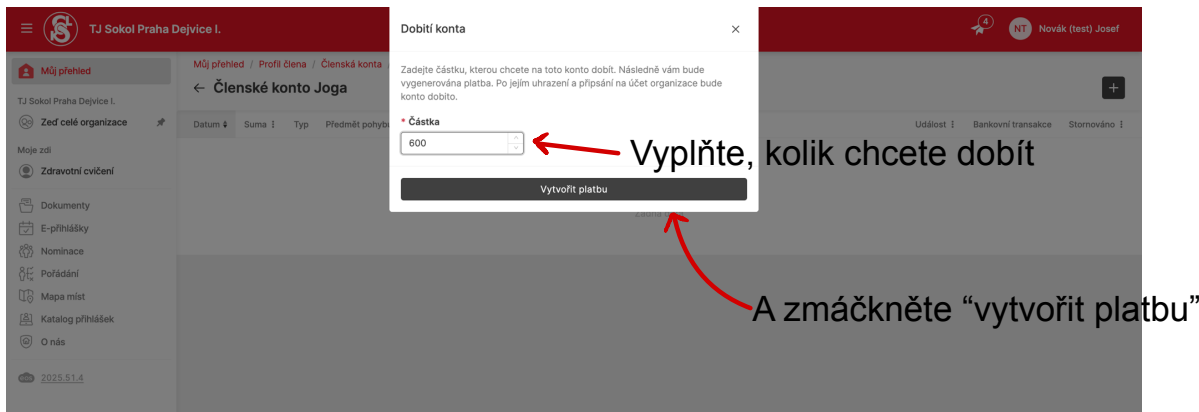 TJ Sokol Praha Dejvice I.
Dobití konta
4
NT
Novák (test) Josef
Můj přehled
Můj přehled / Profil člena / Členská konta /
← Členské konto Joga
Zadejte částku, kterou chcete na toto konto dobít. Následně vám bude
vygenerována platba. Po jejím uhrazení a připsání na účet organizace bude
konto dobito.
TJ Sokol Praha Dejvice I.
Zeď celé organizace
Datum Suma Typ Předmět pohybu
* Částka
600
Událost Bankovní transakce Stornováno
Vyplňte, kolik chcete dobít
Moje zdi
Zdravotní cvičení
Vytvořit platbu
Dokumenty
E-přihlášky
Nominace
Pořádání
Mapa míst
A zmáčkněte “vytvořit platbu”
Katalog přihlášek
O nás
2025.51.4